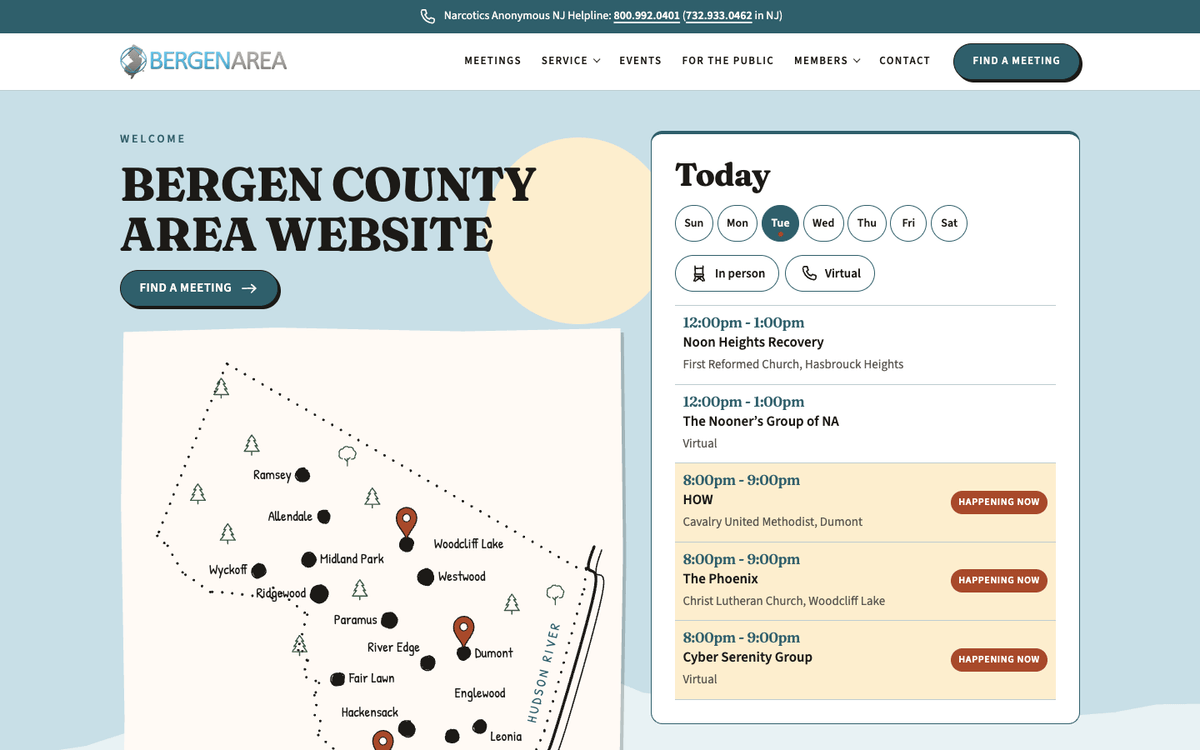 Narcotics Anonymous NJ Helpline: 800.992.0401 (732.933.0462 in NJ)
BERGENAREA
MEETINGS
SERVICE
EVENTS
FOR THE PUBLIC
MEMBERS
CONTACT
FIND A MEETING
WELCOME
BERGEN COUNTY
AREA WEBSITE
FIND A MEETING
Ramsey
Allendale
Woodcliff Lake
Midland Park
Wyckoff
Westwood
Ridgewood
Paramus
River Edge
Dumont
Fair Lawn
Englewood
Hackensack
Leonia
HUDSON RIVER
Today
Sun
Mon
Tue
Wed
Thu
Fri
Sat
In person
Virtual
12:00pm - 1:00pm
Noon Heights Recovery
First Reformed Church, Hasbrouck Heights
12:00pm - 1:00pm
The Nooner's Group of NA
Virtual
8:00pm - 9:00pm
HOW
Cavalry United Methodist, Dumont
HAPPENING NOW
8:00pm - 9:00pm
The Phoenix
Christ Lutheran Church, Woodcliff Lake
HAPPENING NOW
8:00pm - 9:00pm
Cyber Serenity Group
Virtual
HAPPENING NOW